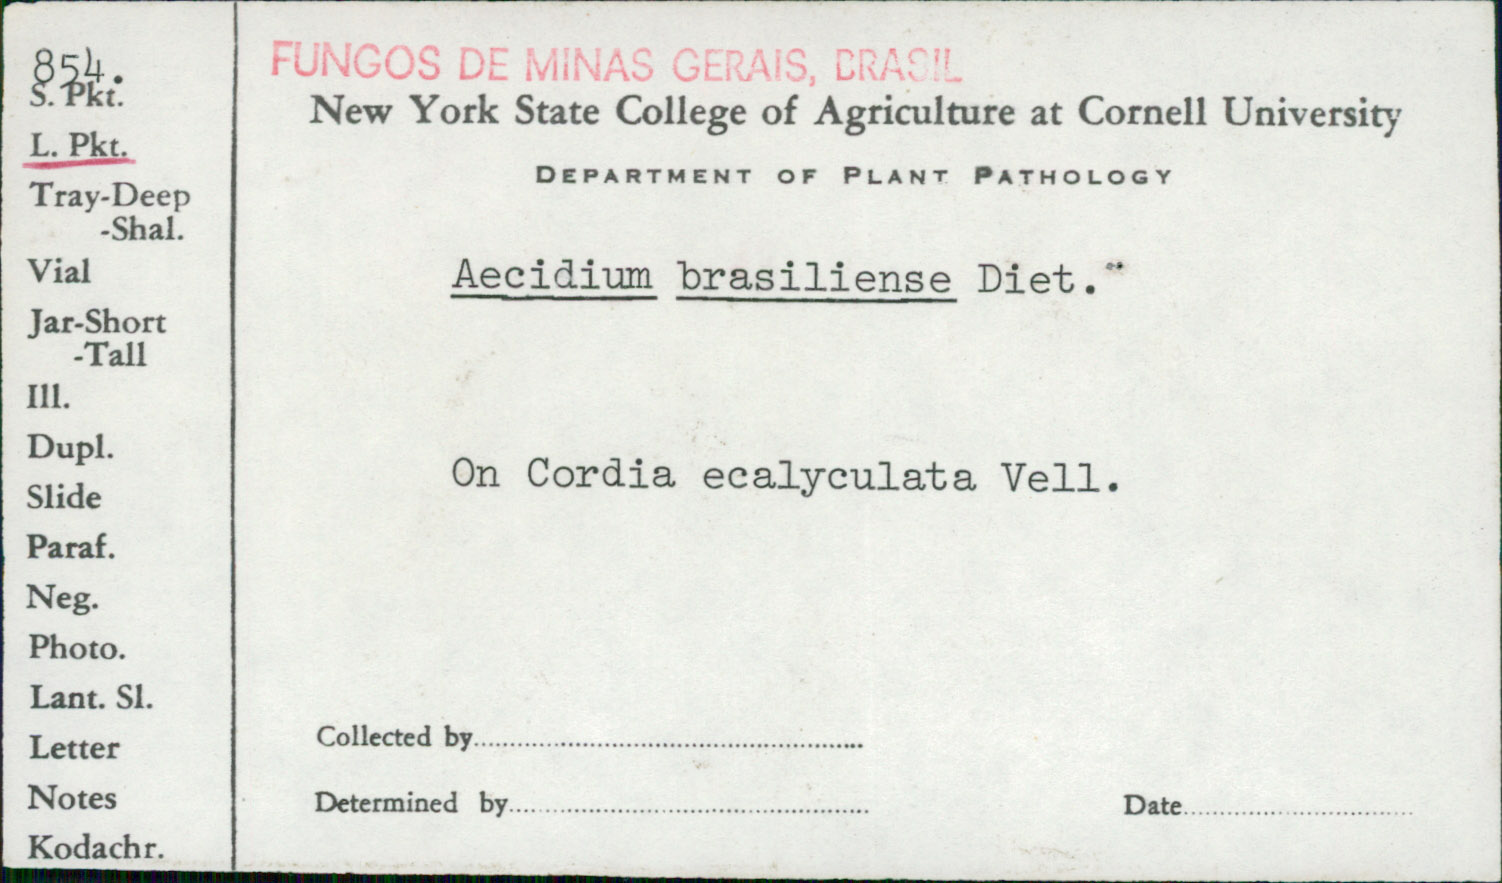 854.
S. Pkt.
L. Pkt.
Tray-Deep
-Shal.
Vial
Jar-Short
-Tall
Ill.
Dupl.
Slide
Paraf.
Neg.
Photo.
Lant. Sl.
Letter
Notes
Kodachr.
FUNGOS DE MINAS GERAIS, BRASIL
New York State College of Agriculture at Cornell University
DEPARTMENT OF PLANT PATHOLOGY
Aecidium brasiliense Diet.
On Cordia ecalyculata Vell.
Collected by
Determined by
Date